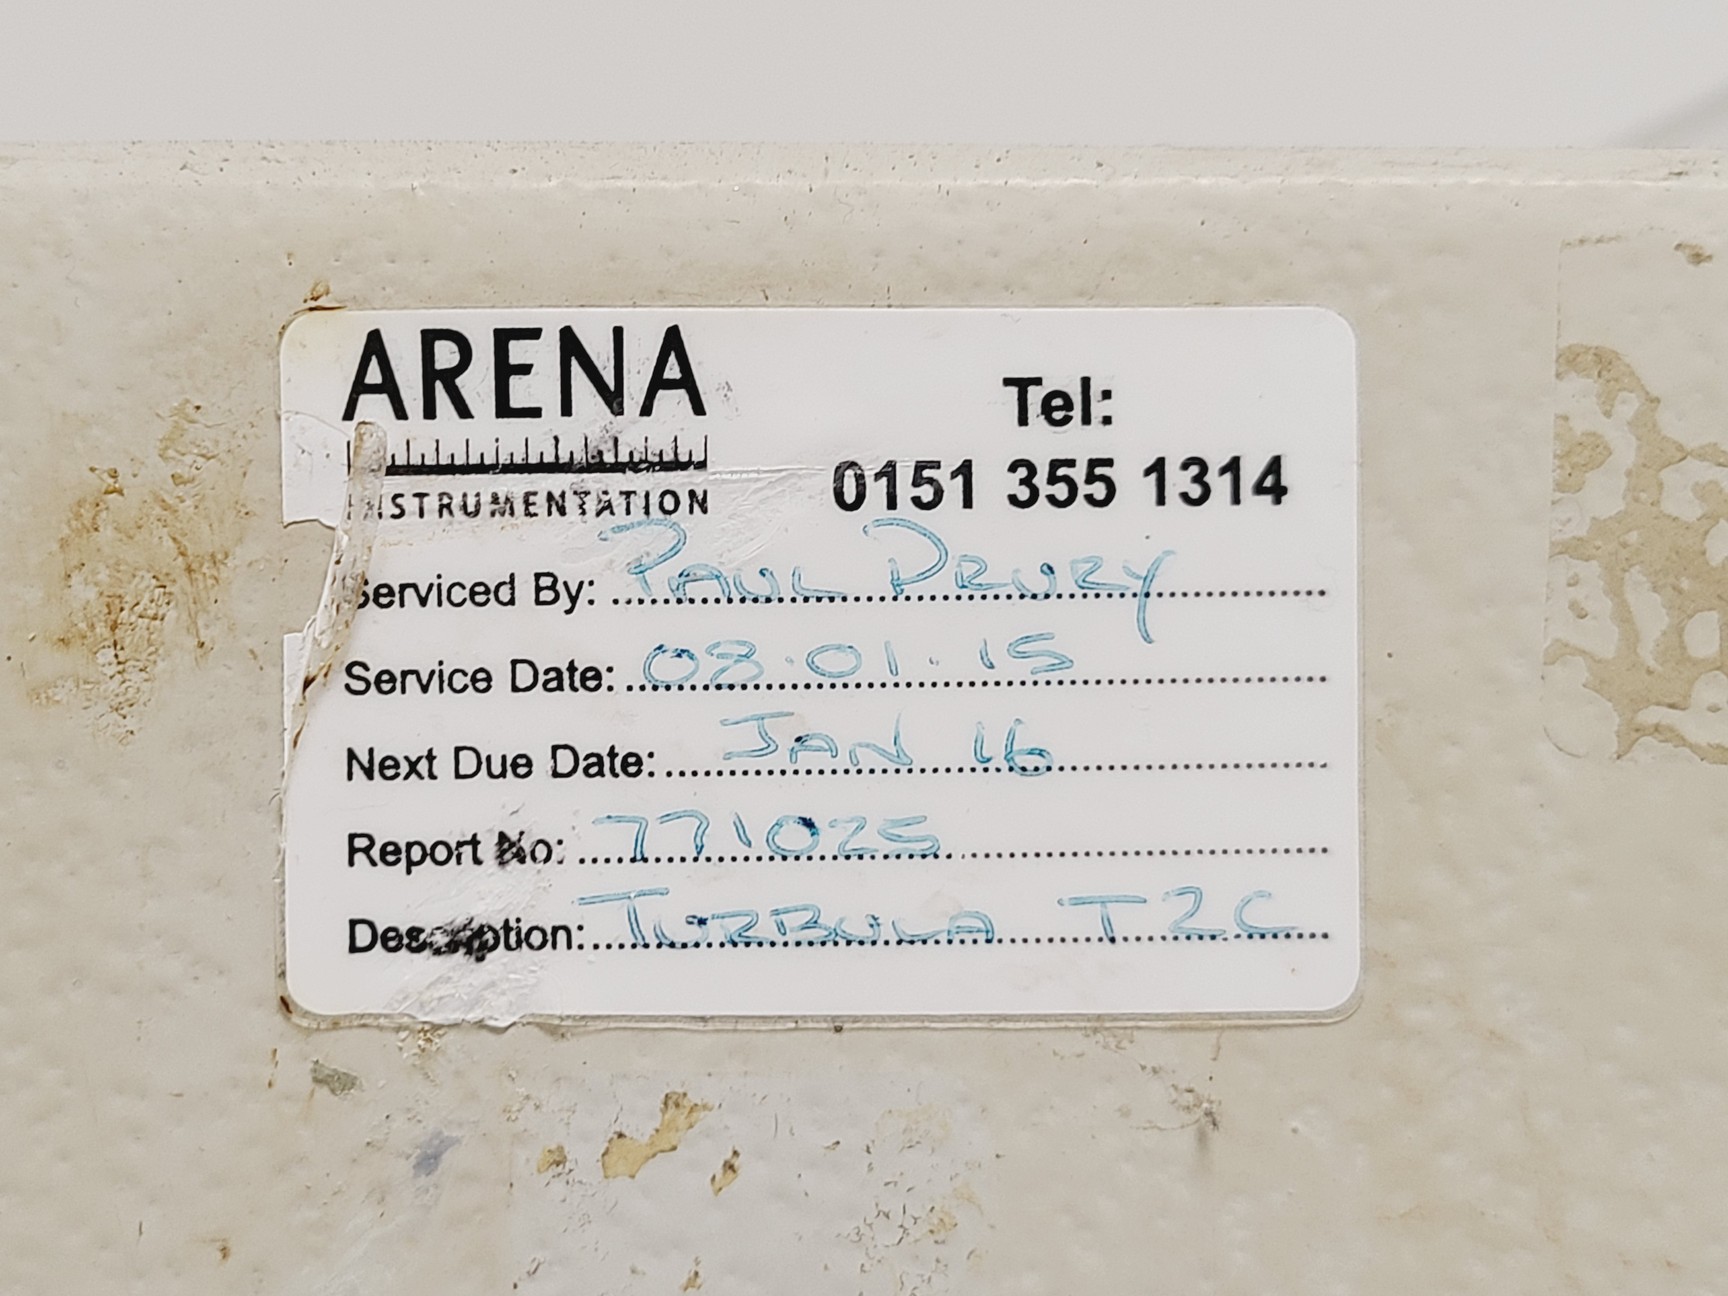 ARENA
INSTRUMENTATION
Tel:
0151 355 1314
Serviced By: PAUL DRURY
Service Date: 08.01.15
Next Due Date: JAN 16
Report No: 771025
Description: TURBULA T2C